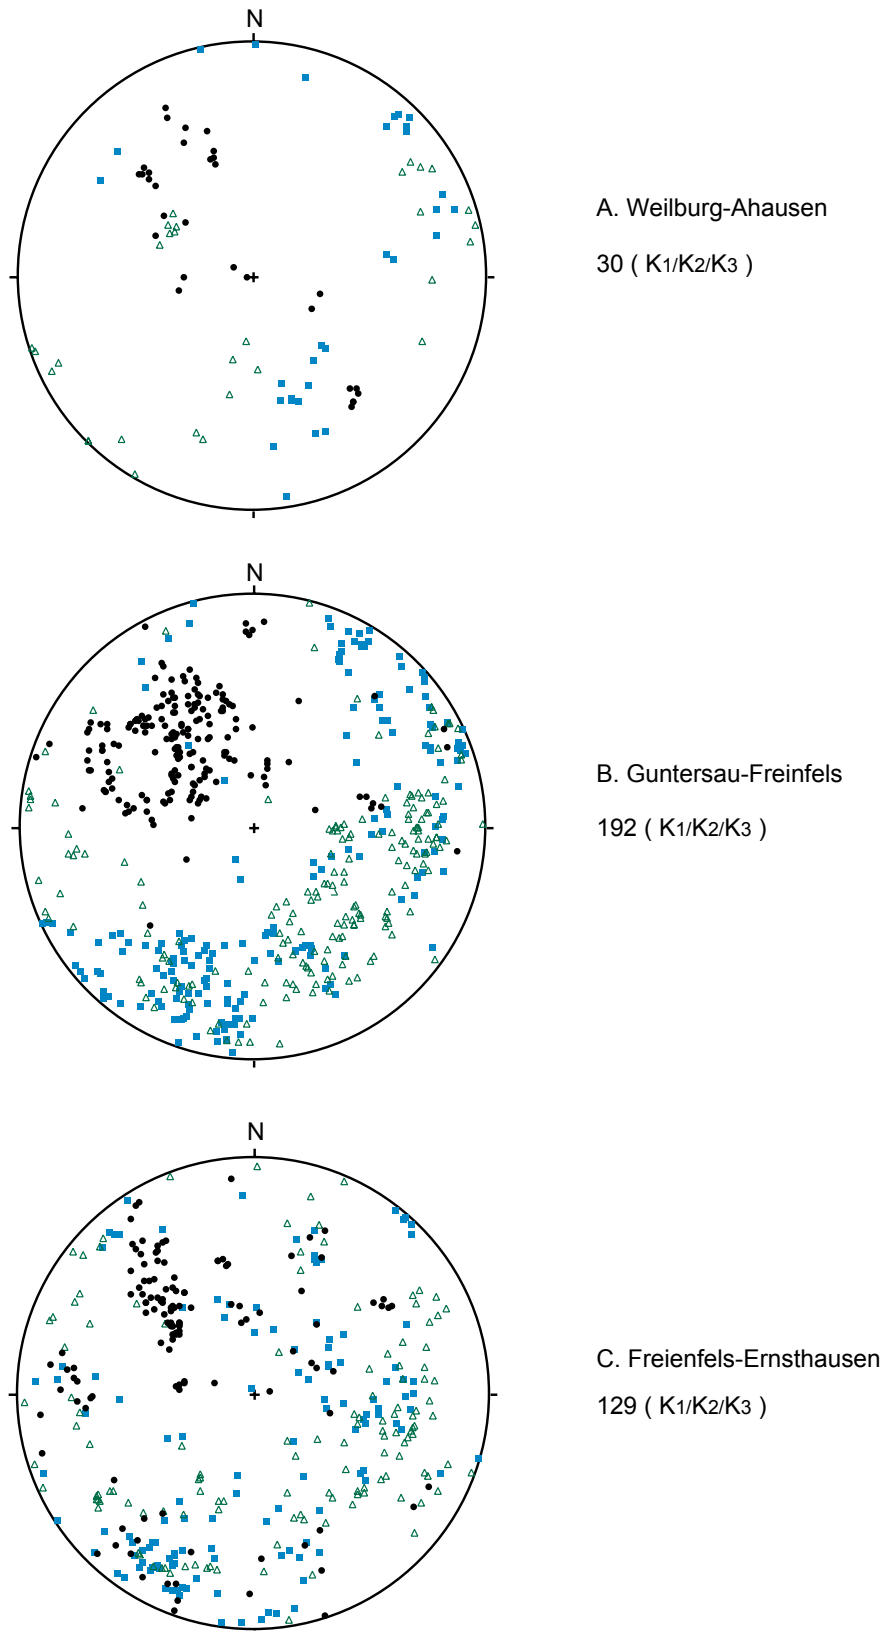 N
A. Weilburg-Ahausen
30 ( K1/K2/K3 )
N
B. Guntersau-Freinfels
192 ( K1/K2/K3 )
N
C. Freienfels-Ernsthausen
129 ( K1/K2/K3 )